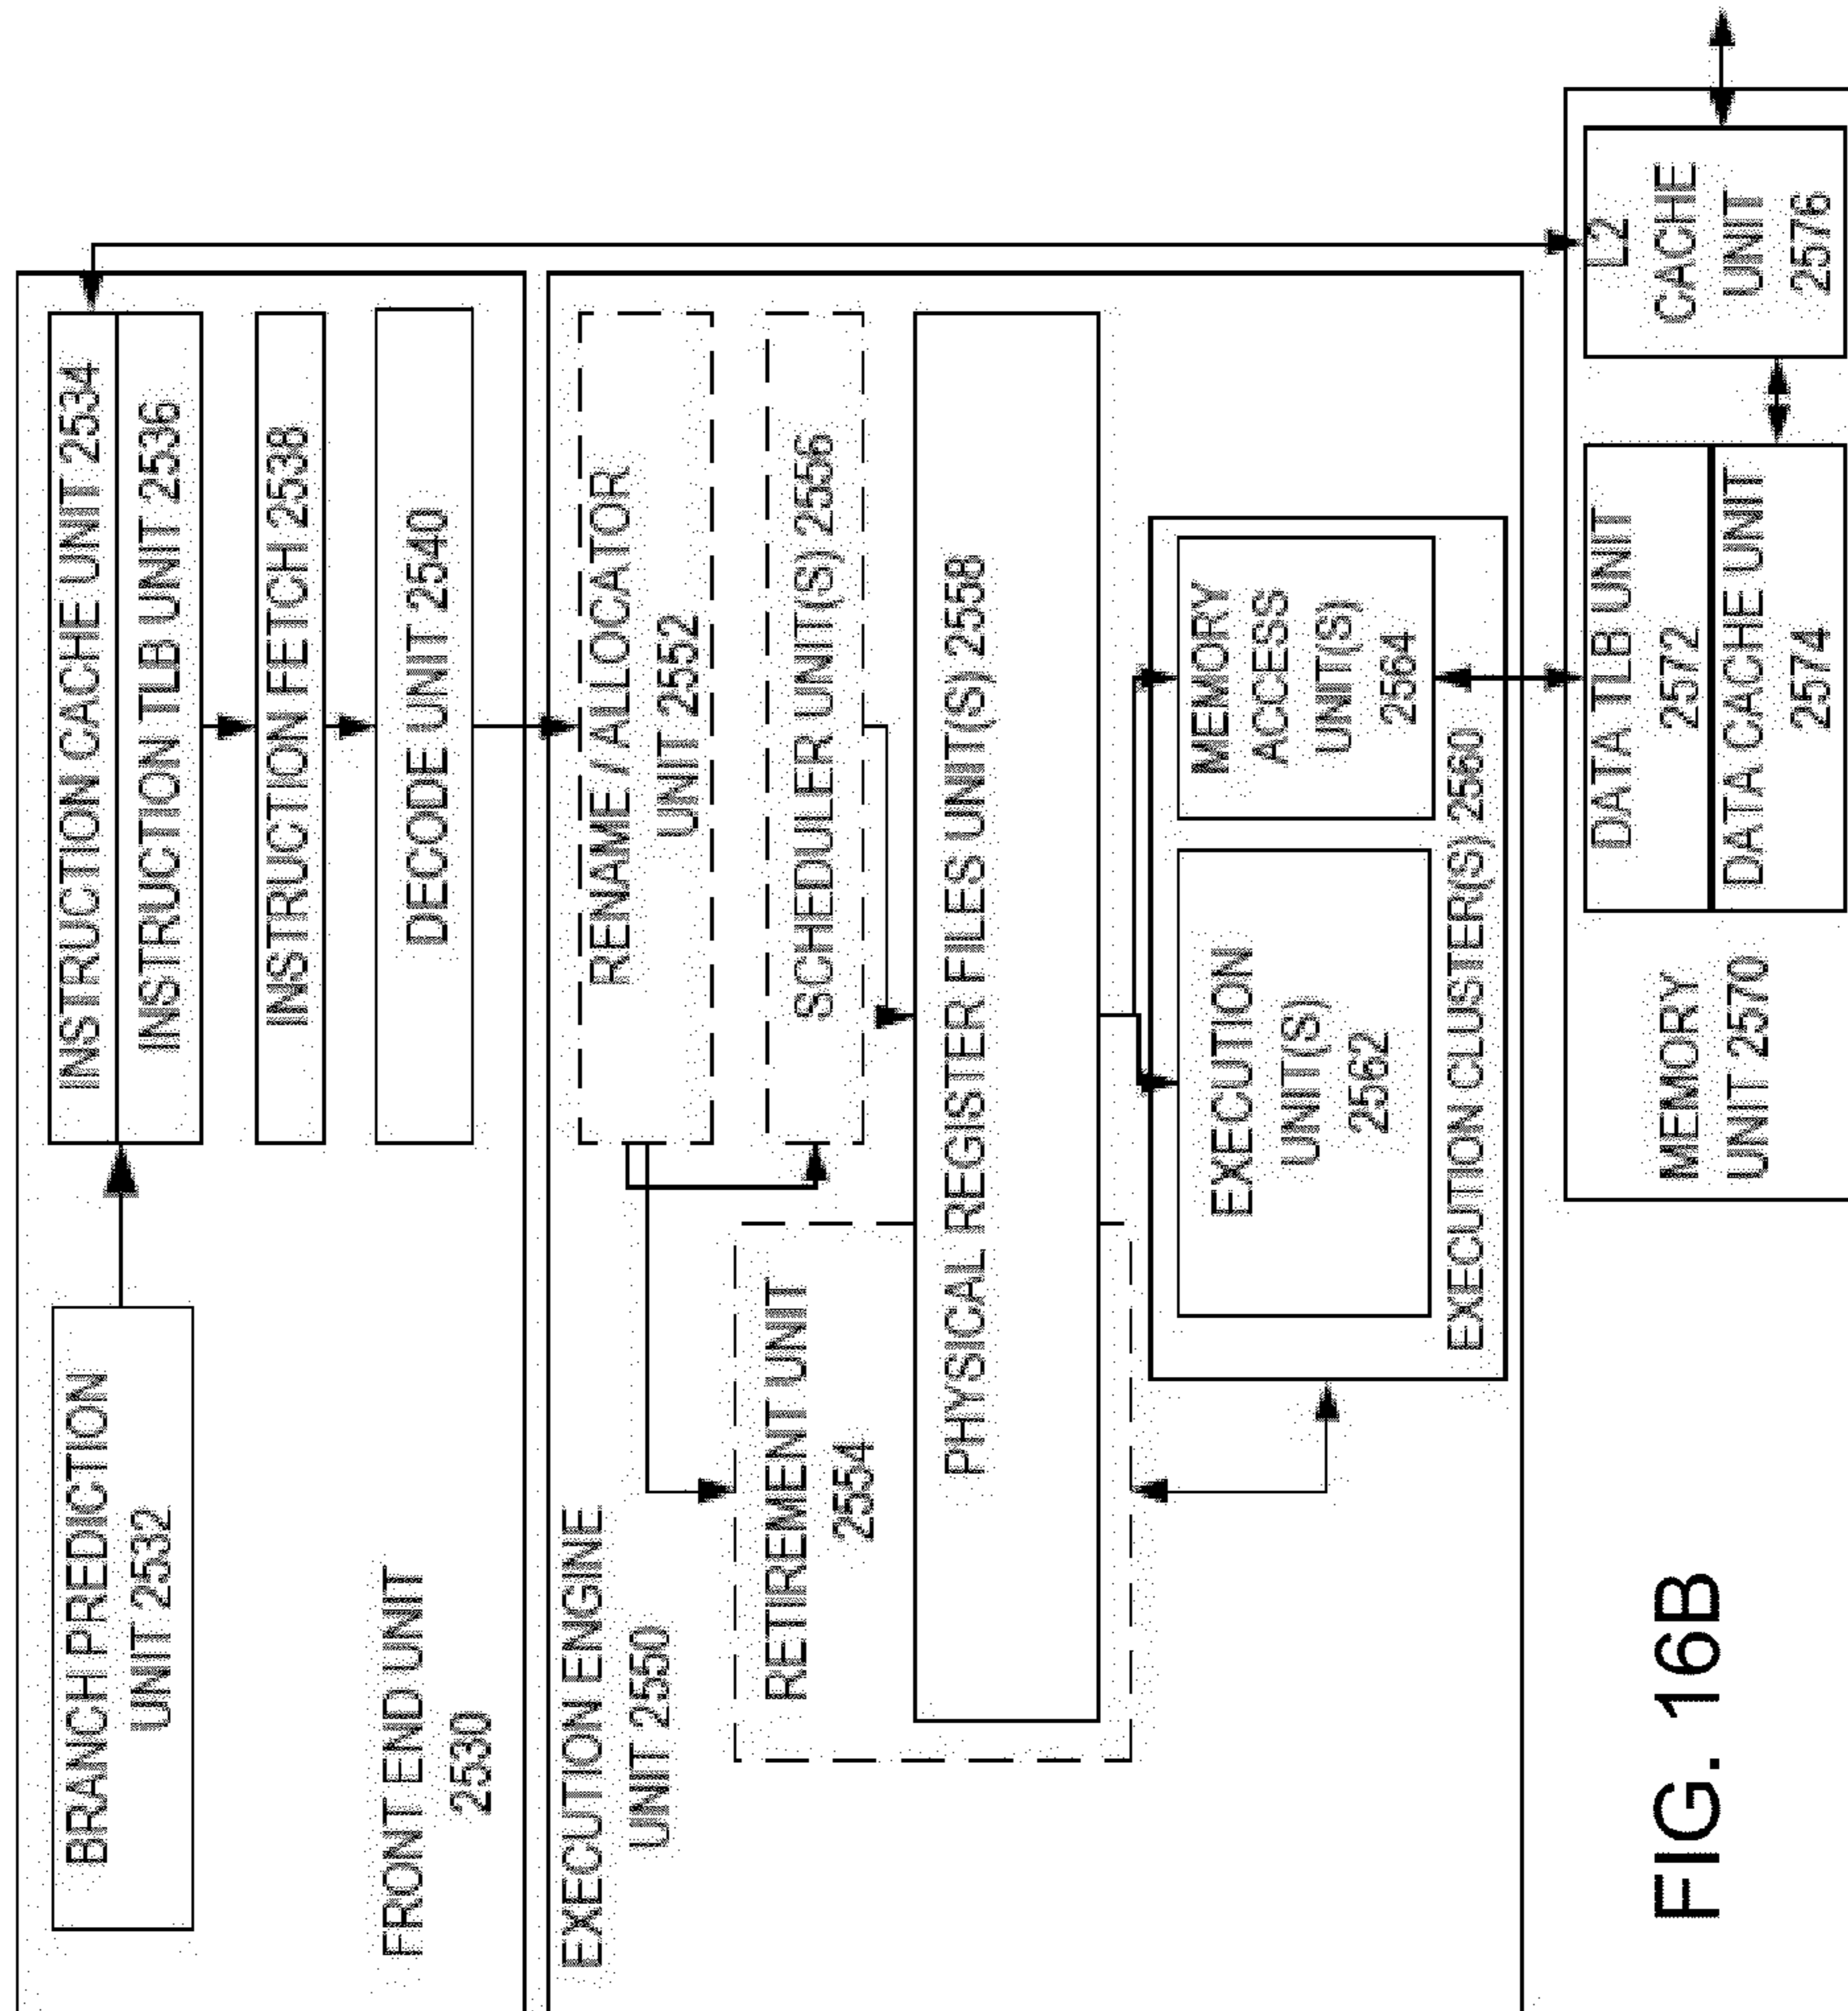 BRANCH PREDICTION
UNIT 2532
INSTRUCTION CACHE UNIT 2534
INSTRUCTION TLB UNIT 2536
INSTRUCTION FETCH 2538
DECODE UNIT 2540
FRONT END UNIT
2530
EXECUTION ENGINE
UNIT 2550
RENAME / ALLOCATOR
UNIT 2552
RETIREMENT UNIT
2554
SCHEDULER UNIT(S) 2556
PHYSICAL REGISTER FILES UNIT(S) 2558
EXECUTION
UNIT(S)
2562
MEMORY
ACCESS
UNIT(S)
2564
EXECUTION CLUSTER(S) 2560
MEMORY
UNIT 2570
DATA TLB UNIT
2572
DATA CACHE UNIT
2574
L2
CACHE
UNIT
2576
FIG. 16B